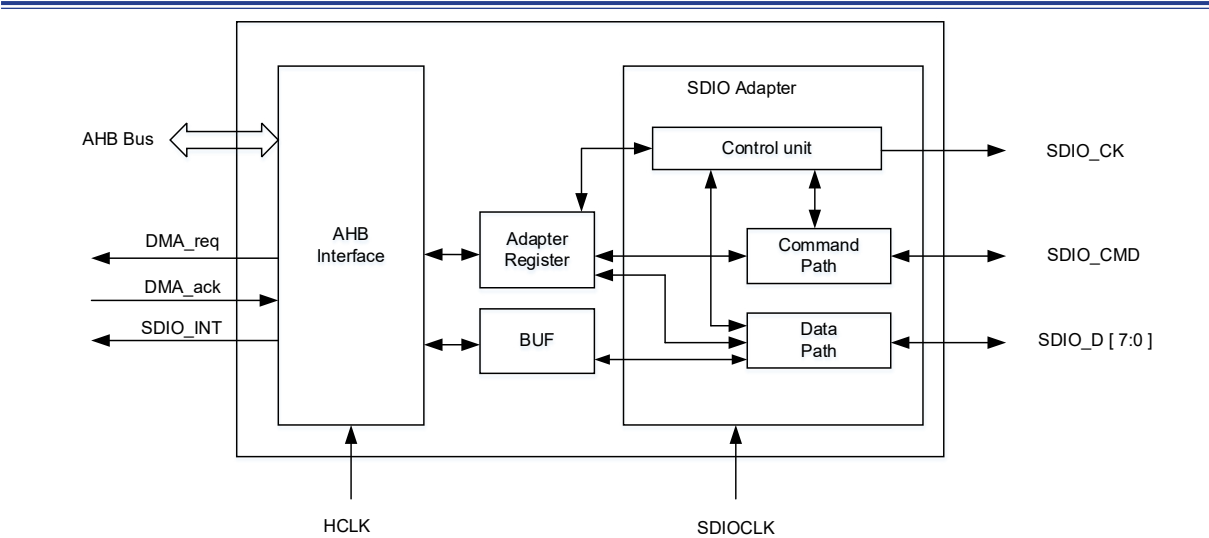 SDIO Adapter
AHB Bus
Control unit
SDIO_CK
DMA_req
AHB
Interface
Adapter
Register
Command
Path
SDIO_CMD
DMA_ack
SDIO_INT
BUF
Data
Path
SDIO_D [ 7:0 ]
HCLK
SDIOCLK